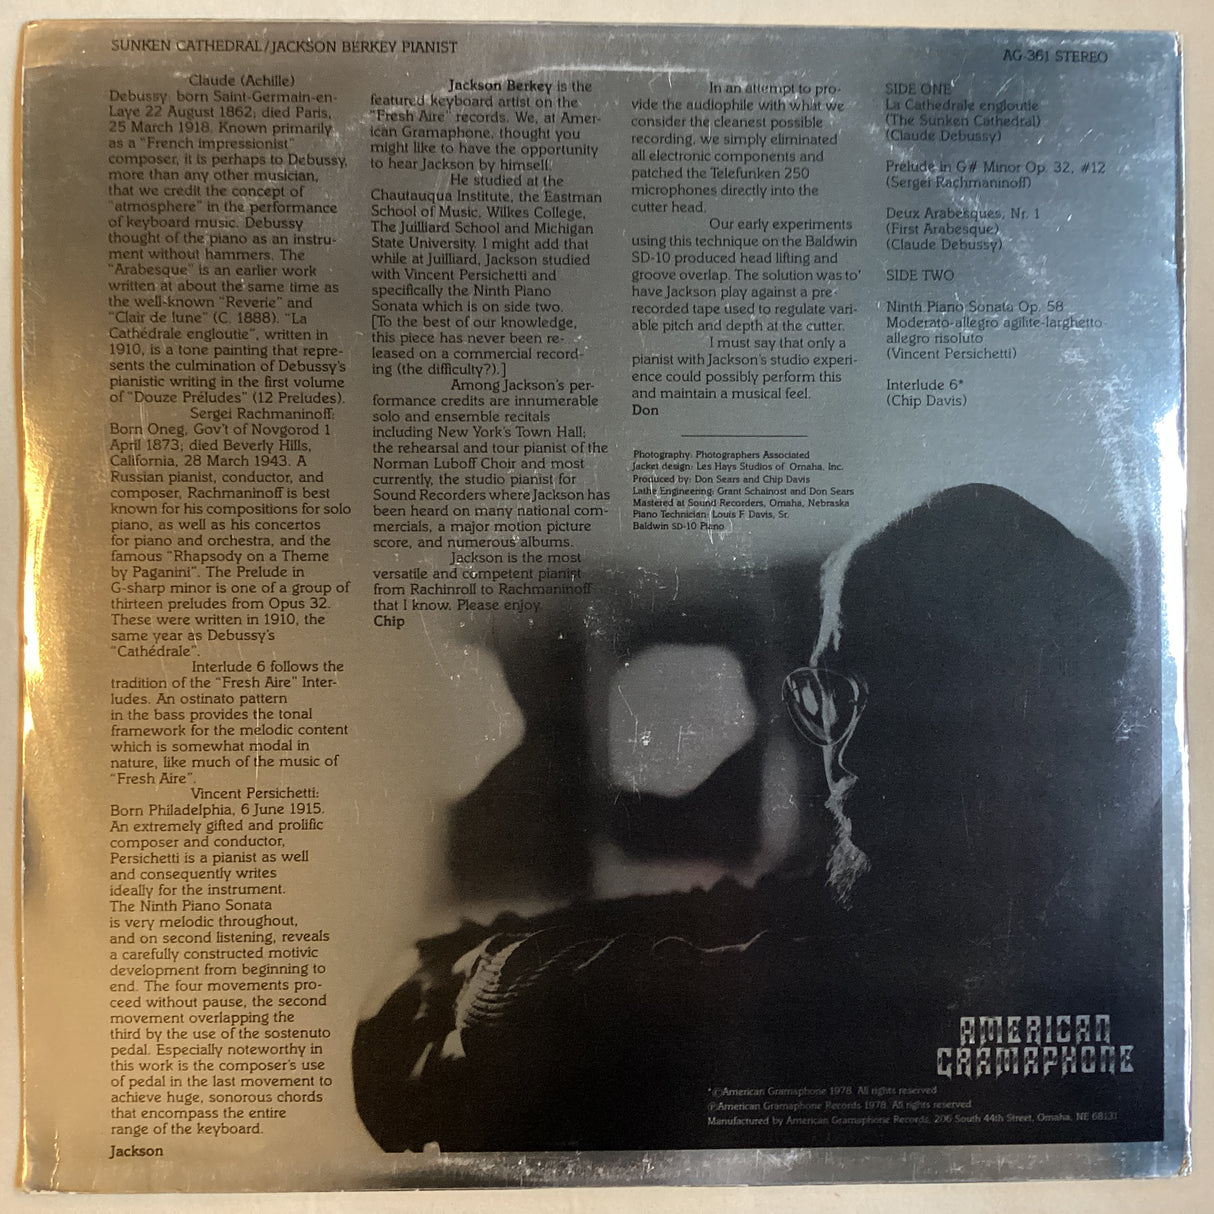 SUNKEN CATHEDRAL/JACKSON BERKEY PIANIST
AG-361 STEREO
Claude (Achille)
Debussy: born Saint-Germain-en-
Laye 22 August 1862; died Paris,
25 March 1918. Known primarily
as a "French impressionist"
composer, it is perhaps to Debussy,
more than any other musician,
that we credit the concept of
"atmosphere" in the performance
of keyboard music. Debussy
thought of the piano as an instru-
ment without hammers. The
"Arabesque" is an earlier work
written at about the same time as
the well-known "Reverie" and
"Clair de lune" (C. 1888). "La
Cathédrale engloutie", written in
1910, is a tone painting that repre-
sents the culmination of Debussy's
pianistic writing in the first volume
of "Douze Préludes" (12 Preludes).
Sergei Rachmaninoff:
Born Oneg, Gov't of Novgorod 1
April 1873; died Beverly Hills,
California, 28 March 1943. A
Russian pianist, conductor, and
composer, Rachmaninoff is best
known for his compositions for solo
piano, as well as his concertos
for piano and orchestra, and the
famous "Rhapsody on a Theme
by Paganini". The Prelude in
G-sharp minor is one of a group of
thirteen preludes from Opus 32.
These were written in 1910, the
same year as Debussy's
"Cathédrale".
Interlude 6 follows the
tradition of the "Fresh Aire" Inter-
ludes. An ostinato pattern
in the bass provides the tonal
framework for the melodic content
which is somewhat modal in
nature, like much of the music of
"Fresh Aire".
Vincent Persichetti:
Born Philadelphia, 6 June 1915.
An extremely gifted and prolific
composer and conductor,
Persichetti is a pianist as well
and consequently writes
ideally for the instrument.
The Ninth Piano Sonata
is very melodic throughout,
and on second listening, reveals
a carefully constructed motivic
development from beginning to
end. The four movements pro-
ceed without pause, the second
movement overlapping the
third by the use of the sostenuto
pedal. Especially noteworthy in
this work is the composer's use
of pedal in the last movement to
achieve huge, sonorous chords
that encompass the entire
range of the keyboard.
Jackson
Jackson Berkey is the
featured keyboard artist on the
"Fresh Aire" records. We, at Amer-
ican Gramaphone, thought you
might like to have the opportunity
to hear Jackson by himself.
He studied at the
Chautauqua Institute, the Eastman
School of Music, Wilkes College,
The Juilliard School and Michigan
State University. I might add that
while at Juilliard, Jackson studied
with Vincent Persichetti and
specifically the Ninth Piano
Sonata which is on side two.
[To the best of our knowledge,
this piece has never been re-
leased on a commercial record-
ing (the difficulty?).]
Among Jackson's per-
formance credits are innumerable
solo and ensemble recitals
including New York's Town Hall;
the rehearsal and tour pianist of the
Norman Luboff Choir and most
currently, the studio pianist for
Sound Recorders where Jackson has
been heard on many national com-
mercials, a major motion picture
score, and numerous albums.
Jackson is the most
versatile and competent pianist
from Rachinroll to Rachmaninoff
that I know. Please enjoy
Chip
In an attempt to pro-
vide the audiophile with what we
consider the cleanest possible
recording, we simply eliminated
all electronic components and
patched the Telefunken 250
microphones directly into the
cutter head.
Our early experiments
using this technique on the Baldwin
SD-10 produced head lifting and
groove overlap. The solution was to
have Jackson play against a pre-
recorded tape used to regulate vari-
able pitch and depth at the cutter.
I must say that only a
pianist with Jackson's studio experi-
ence could possibly perform this
and maintain a musical feel.
Don
Photography: Photographers Associated
Jacket design: Les Hays Studios of Omaha, Inc.
Produced by: Don Sears and Chip Davis
Lathe Engineering: Grant Schainost and Don Sears
Mastered at Sound Recorders, Omaha, Nebraska
Piano Technician: Louis F. Davis, Sr.
Baldwin SD-10 Piano
SIDE ONE
La Cathedrale engloutie
(The Sunken Cathedral)
(Claude Debussy)
Prelude in G# Minor Op. 32, #12
(Sergei Rachmaninoff)
Deux Arabesques, Nr. 1
(First Arabesque)
(Claude Debussy)
SIDE TWO
Ninth Piano Sonata Op. 58
Moderato-allegro agilite-larghetto-
allegro risoluto
(Vincent Persichetti)
Interlude 6*
(Chip Davis)
AMERICAN
GRAMAPHONE
*©American Gramaphone 1978. All rights reserved
℗American Gramaphone Records 1978. All rights reserved
Manufactured by American Gramaphone Records, 206 South 44th Street, Omaha, NE 68131